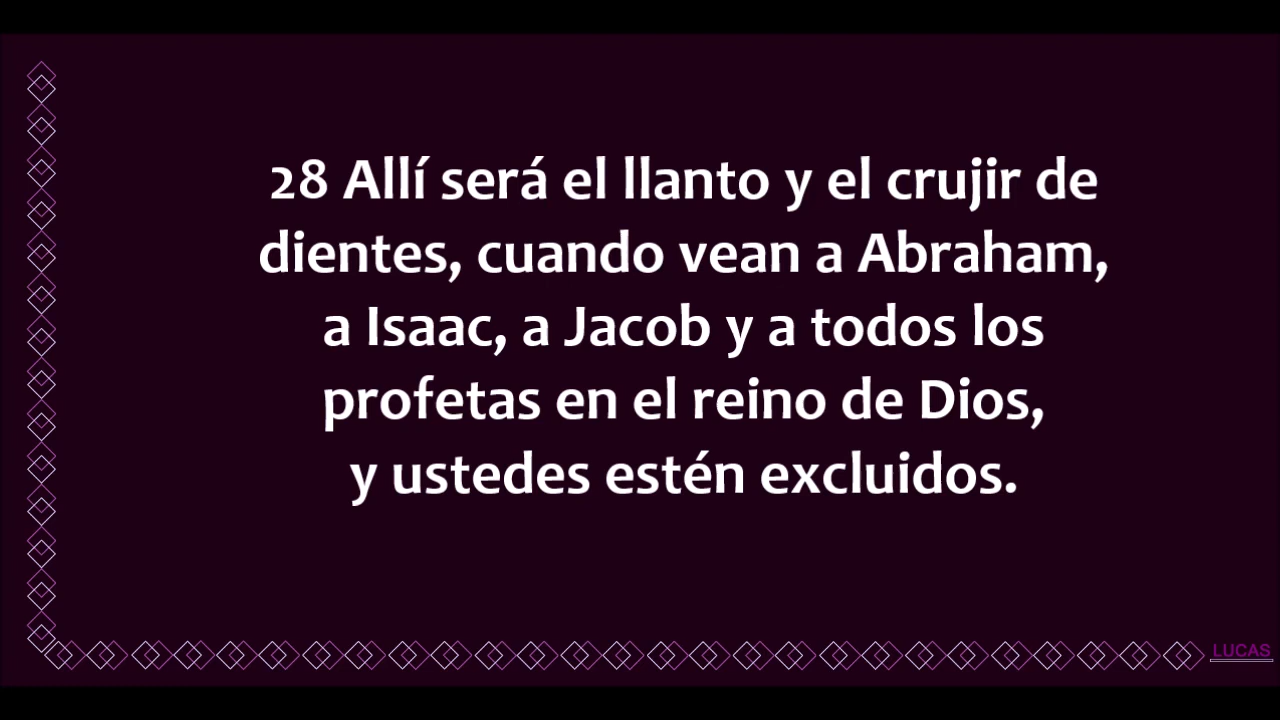 28 Allí será el llanto y el crujir de
dientes, cuando vean a Abraham,
a Isaac, a Jacob y a todos los
profetas en el reino de Dios,
y ustedes estén excluidos.
LUCAS